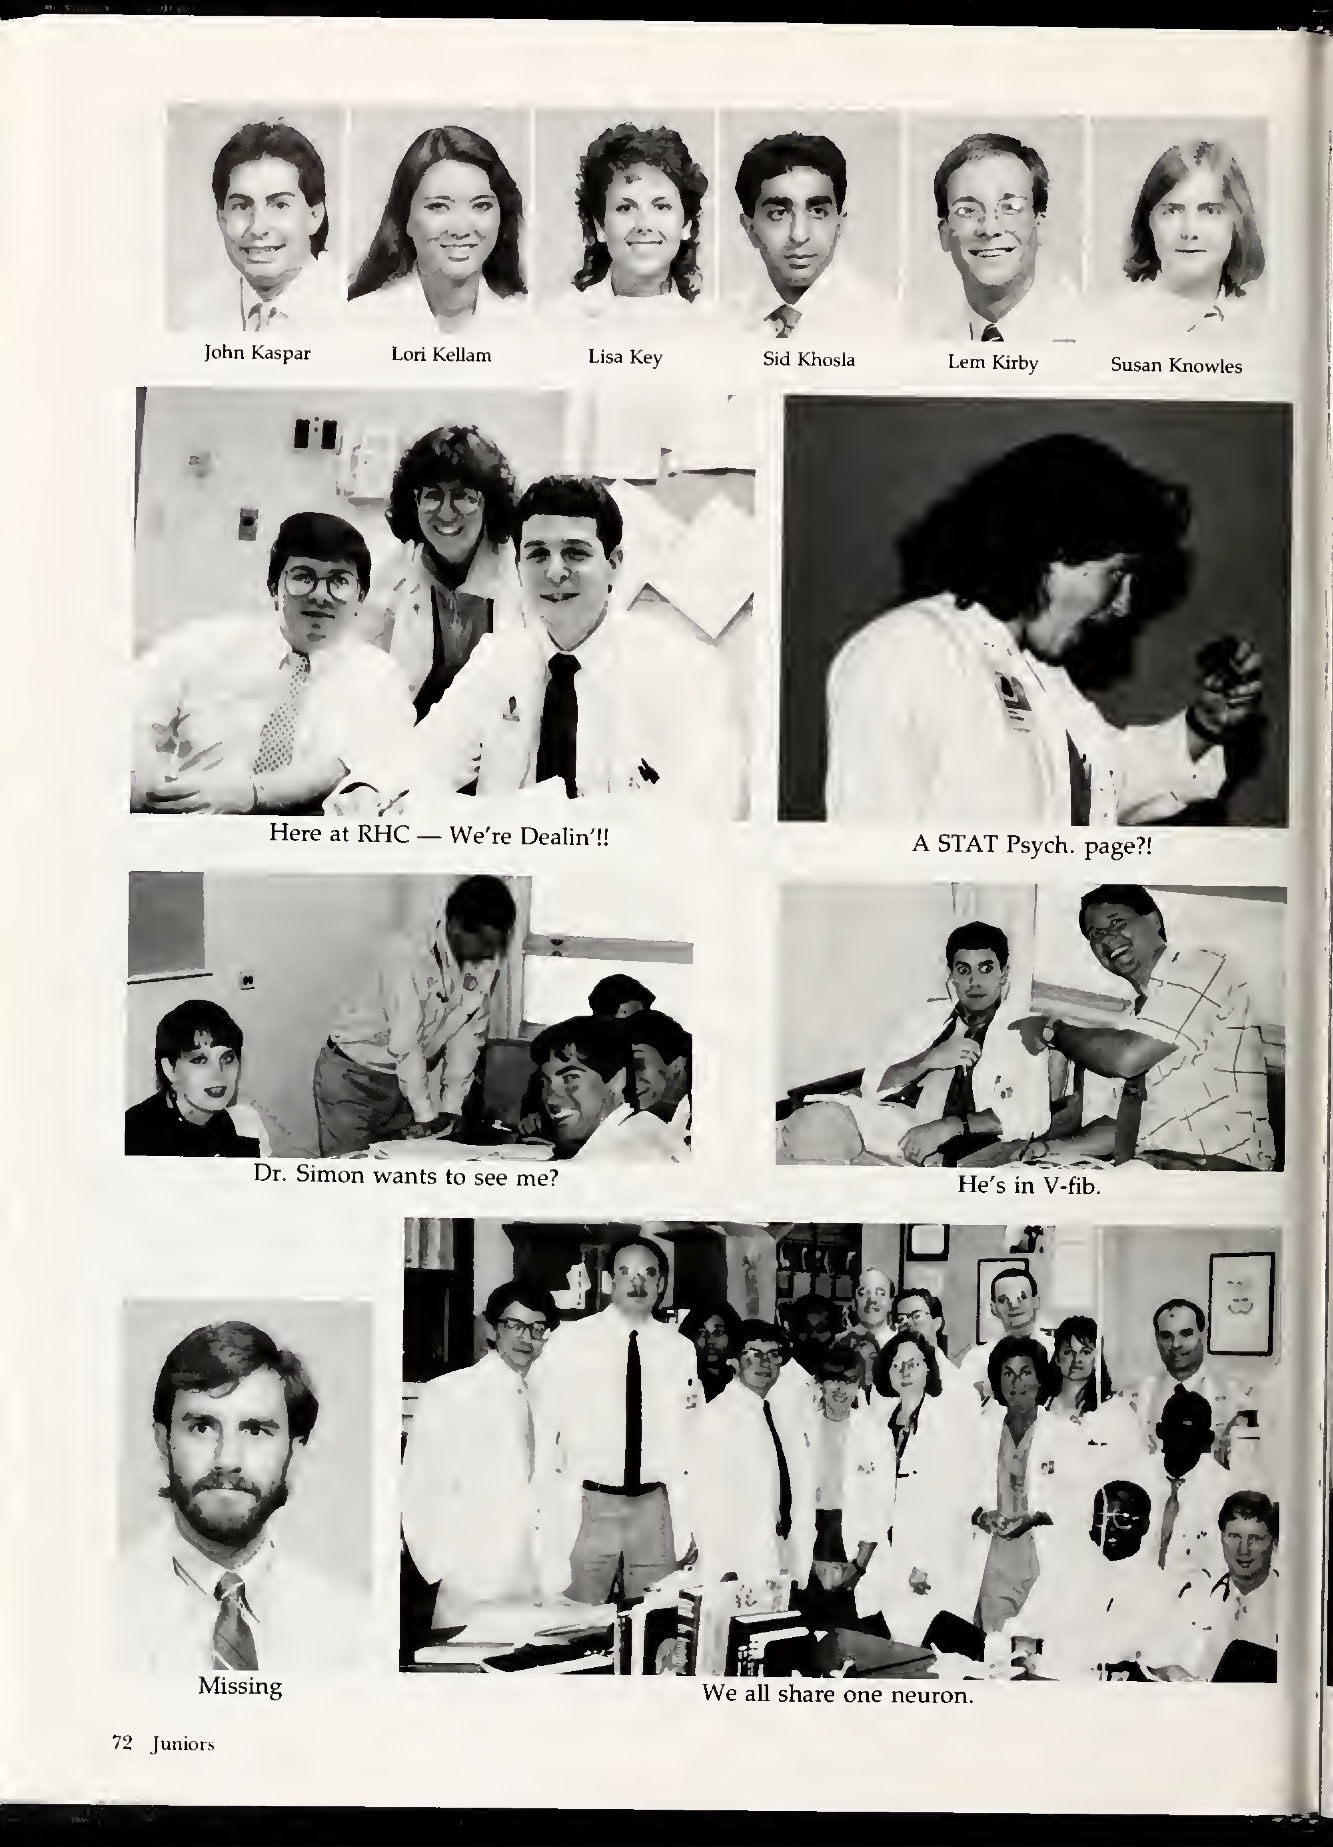 John Kaspar
Lori Kellam
Lisa Key
Sid Khosla
Lem Kirby
Susan Knowles
Here at RHC — We're Dealin'!!
A STAT Psych. page?!
Dr. Simon wants to see me?
He's in V-fib.
Missing
We all share one neuron.
72 Juniors